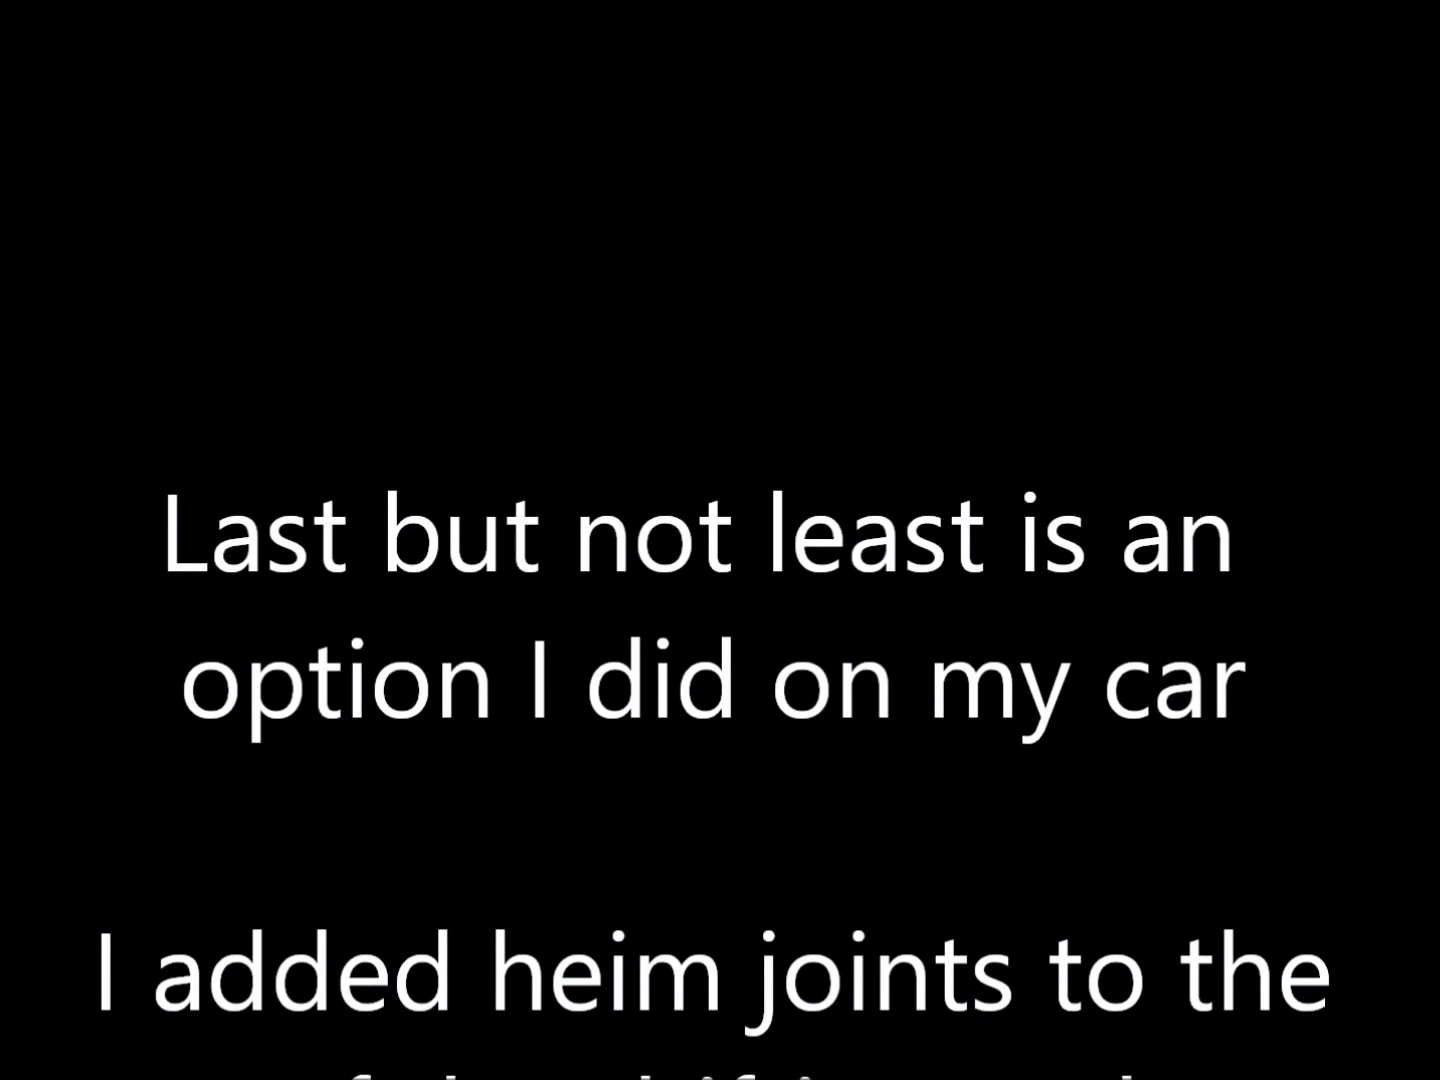 Last but not least is an
option I did on my car
I added heim joints to the